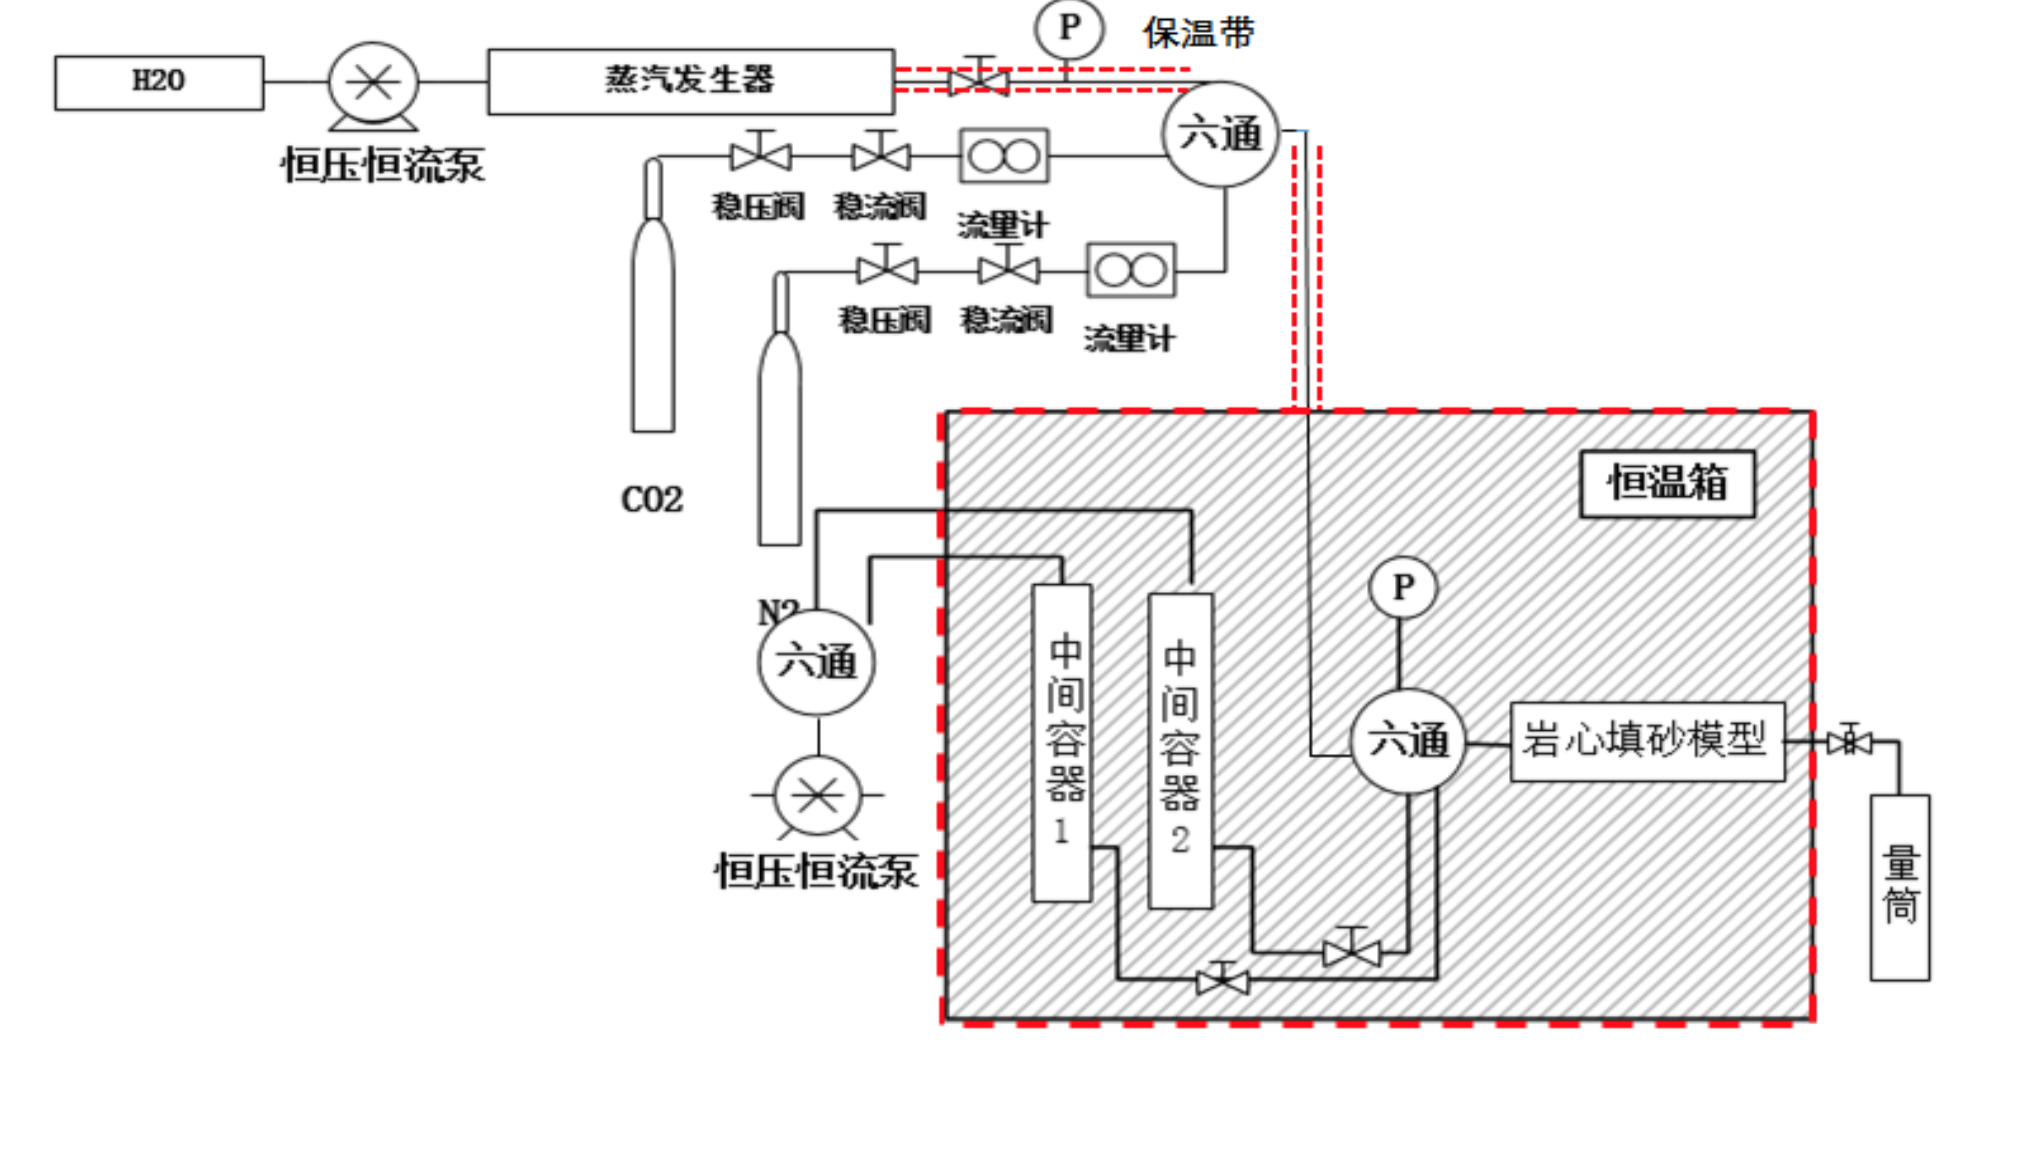 P
保温带
H2O
蒸汽发生器
六通
恒压恒流泵
稳压阀
稳流阀
流量计
稳压阀
稳流阀
流量计
CO2
恒温箱
P
N2
六通
中间容器1
中间容器2
六通
岩心填砂模型
恒压恒流泵
量筒